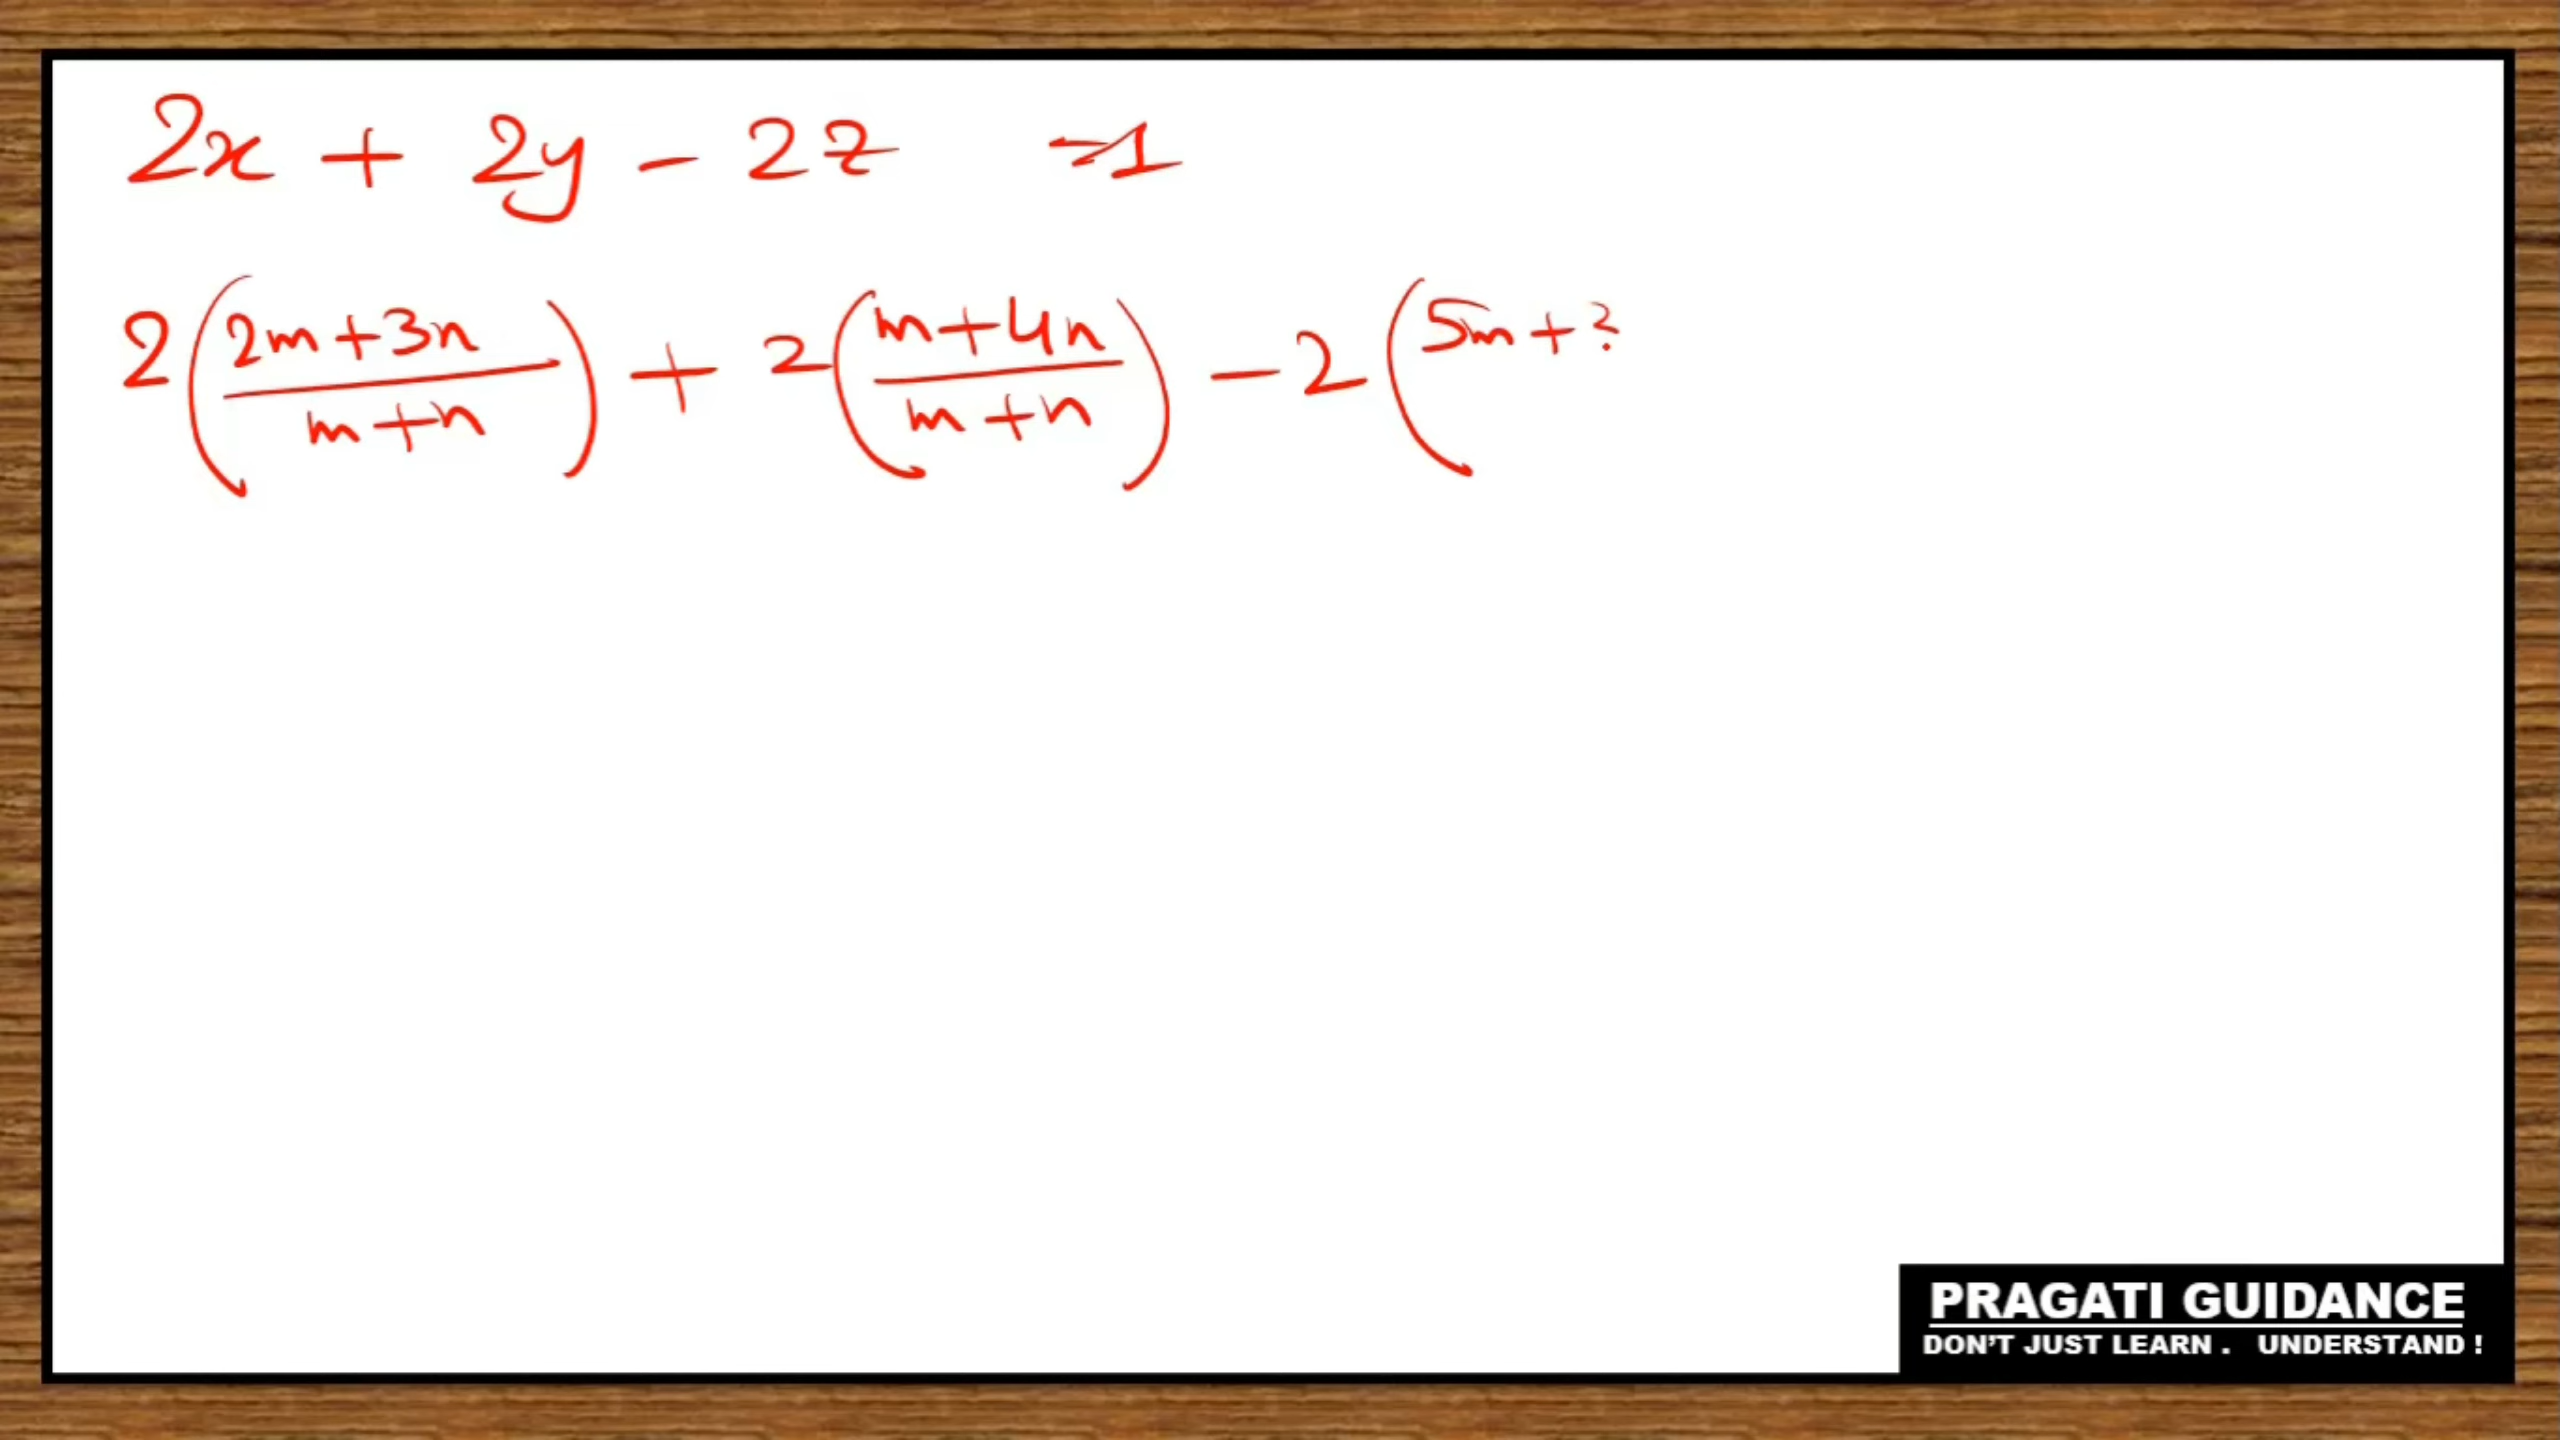 2x + 2y - 2z = 1
2(2m+3n/m+n) + 2(m+4n/m+n) - 2(5m+
PRAGATI GUIDANCE
DON'T JUST LEARN . UNDERSTAND !